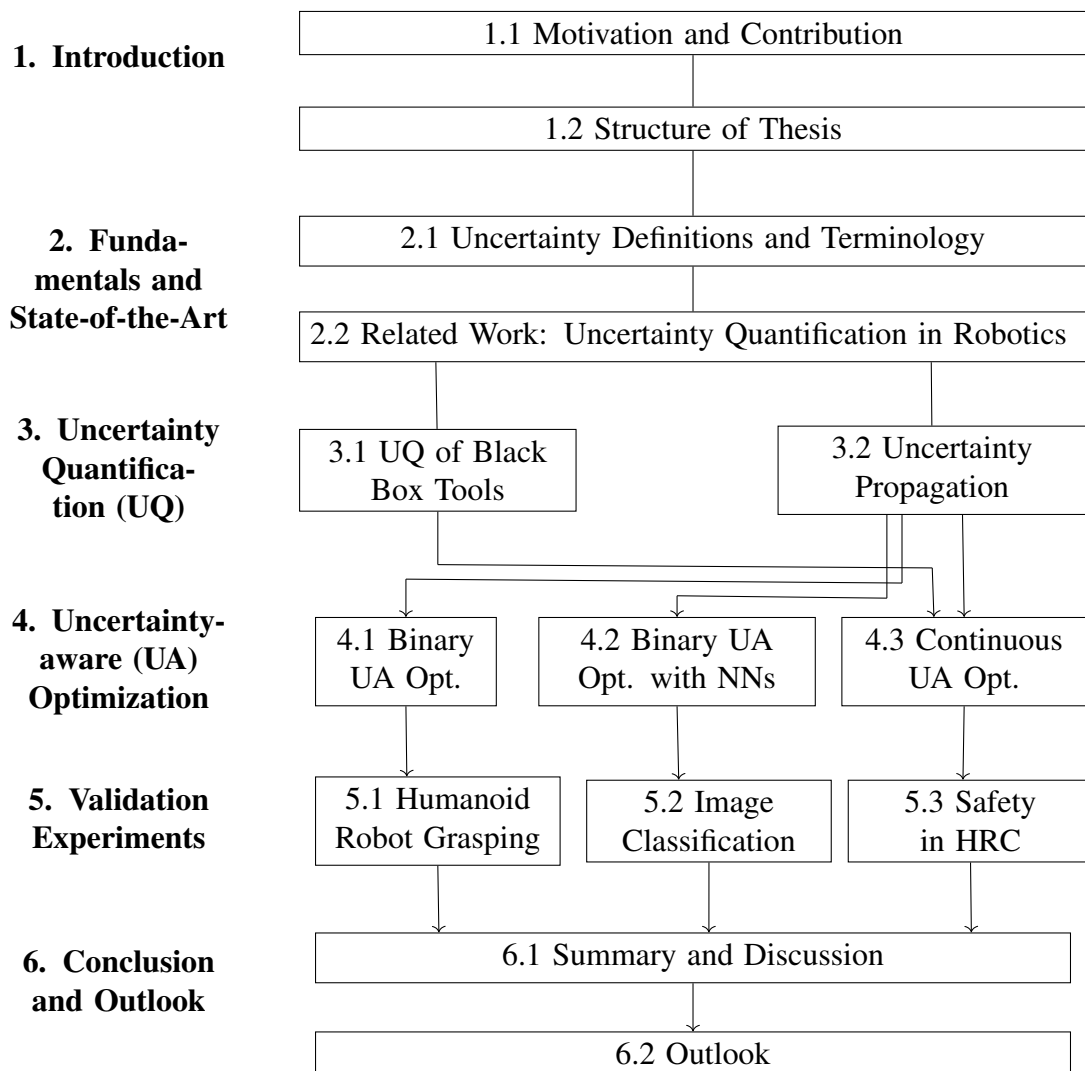 1. Introduction
1.1 Motivation and Contribution
1.2 Structure of Thesis
2. Funda-
mentals and
State-of-the-Art
2.1 Uncertainty Definitions and Terminology
2.2 Related Work: Uncertainty Quantification in Robotics
3. Uncertainty
Quantifica-
tion (UQ)
3.1 UQ of Black
Box Tools
3.2 Uncertainty
Propagation
4. Uncertainty-
aware (UA)
Optimization
4.1 Binary
UA Opt.
4.2 Binary UA
Opt. with NNs
4.3 Continuous
UA Opt.
5. Validation
Experiments
5.1 Humanoid
Robot Grasping
5.2 Image
Classification
5.3 Safety
in HRC
6. Conclusion
and Outlook
6.1 Summary and Discussion
6.2 Outlook